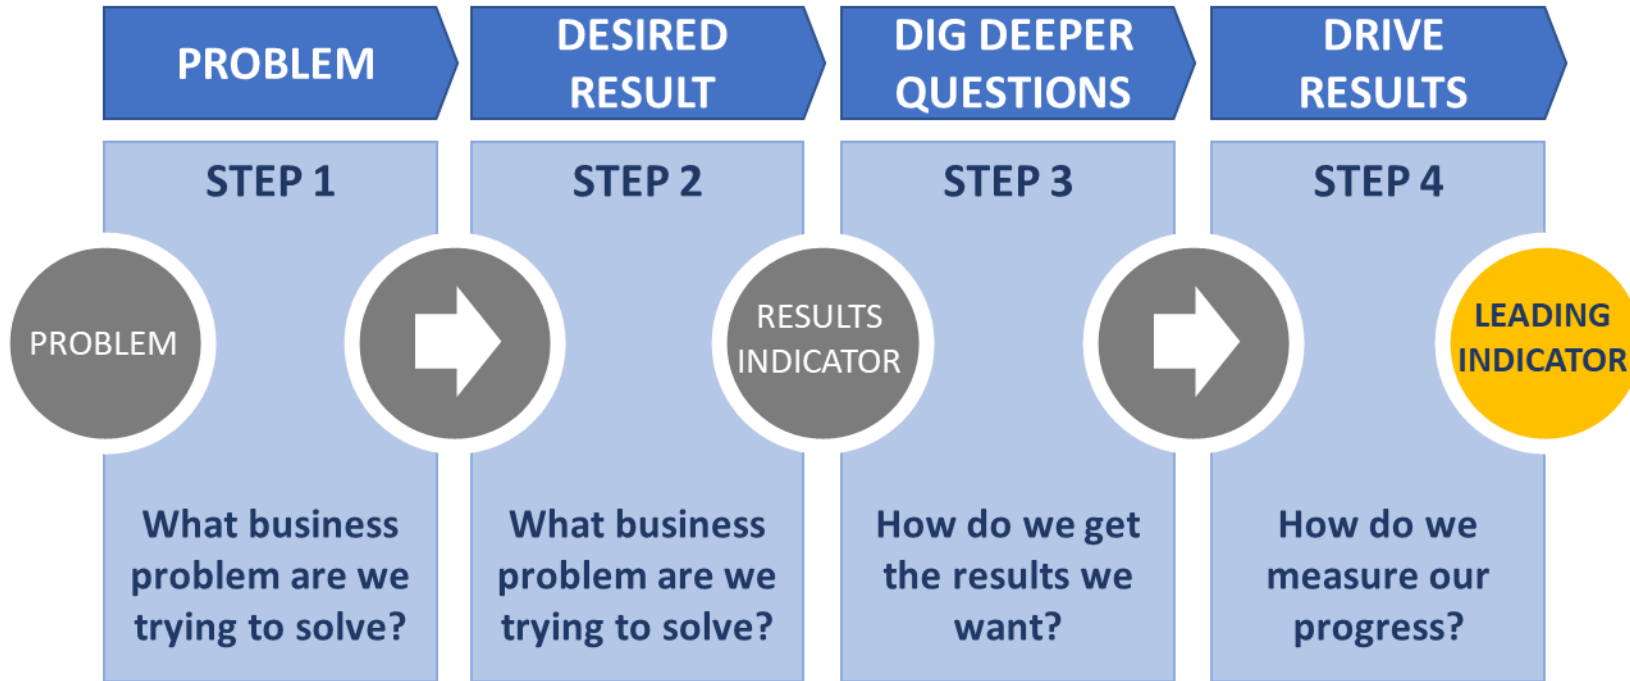 PROBLEM
DESIRED
RESULT
DIG DEEPER
QUESTIONS
DRIVE
RESULTS
STEP 1
STEP 2
STEP 3
STEP 4
PROBLEM
RESULTS
INDICATOR
LEADING
INDICATOR
What business
problem are we
trying to solve?
What business
problem are we
trying to solve?
How do we get
the results we
want?
How do we
measure our
progress?